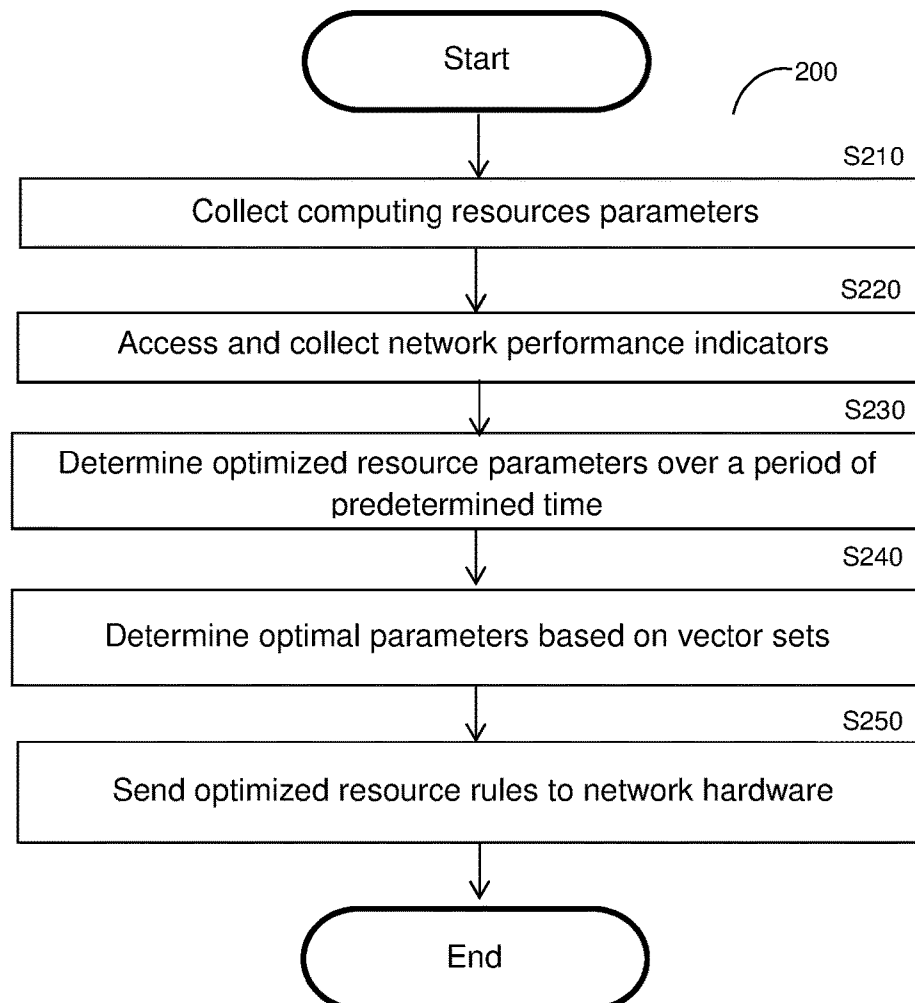 Start
200
S210
Collect computing resources parameters
S220
Access and collect network performance indicators
S230
Determine optimized resource parameters over a period of
predetermined time
S240
Determine optimal parameters based on vector sets
S250
Send optimized resource rules to network hardware
End